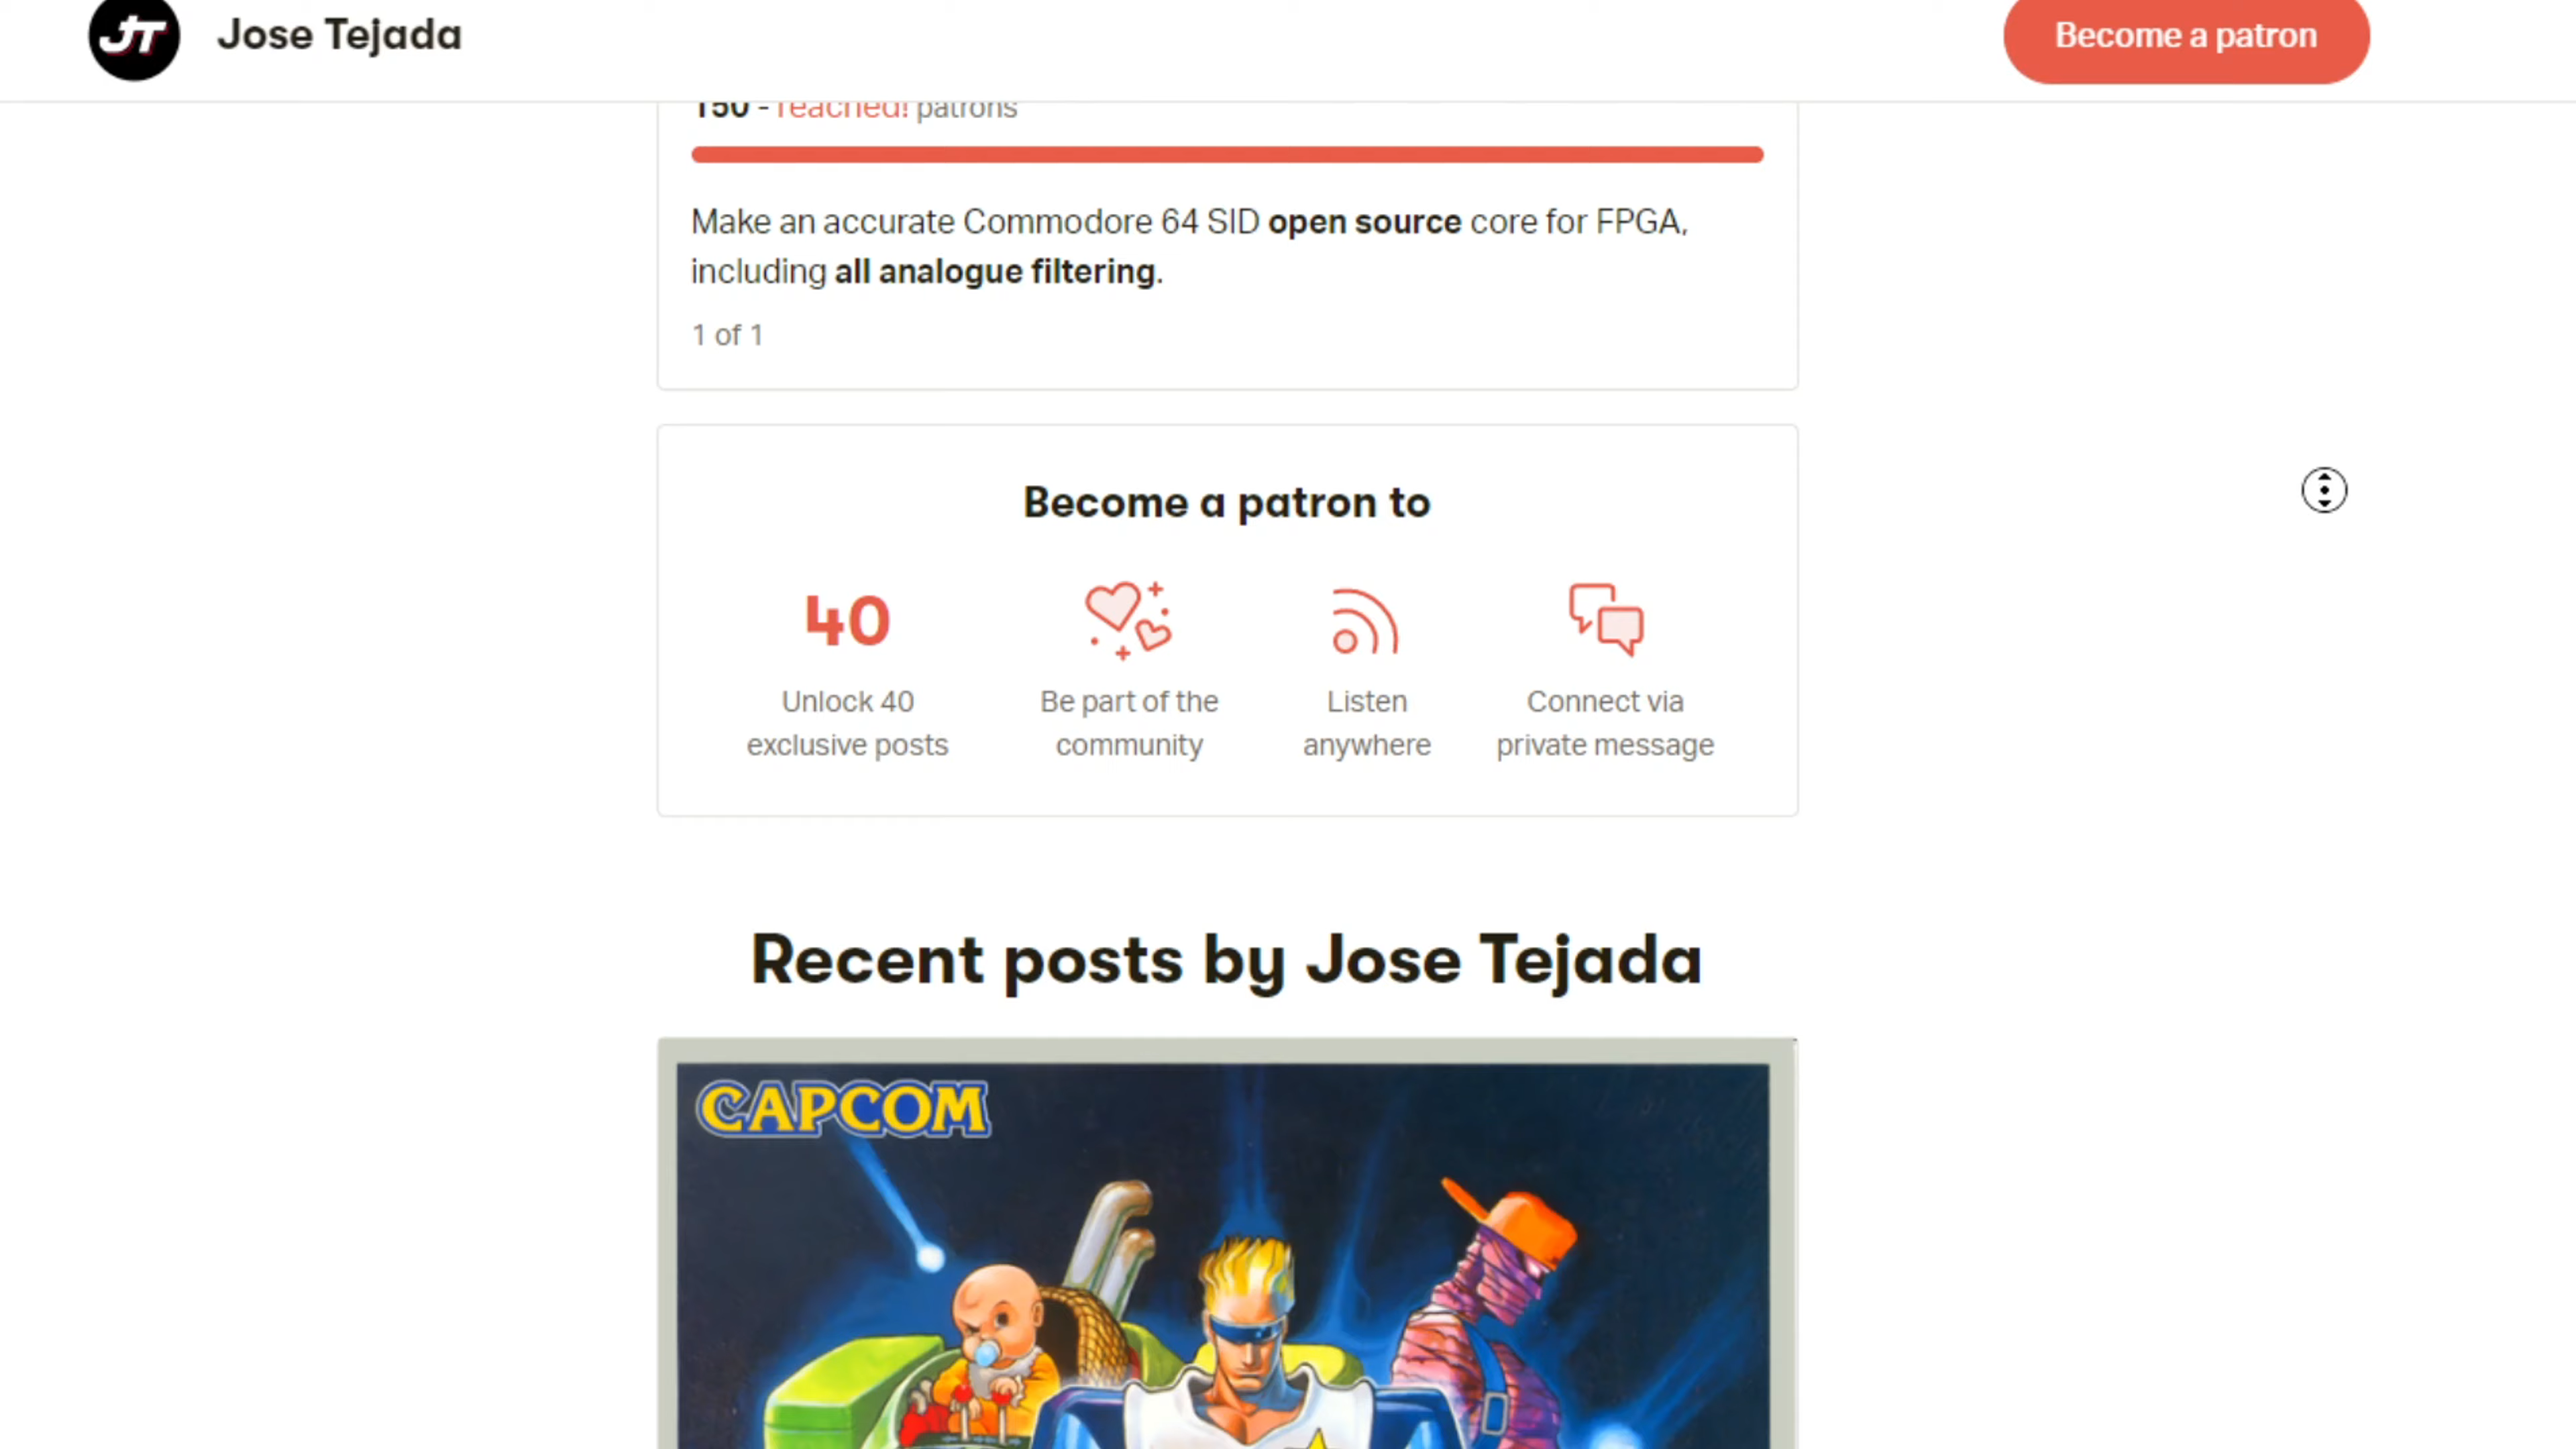 JT
Jose Tejada
Become a patron
150 - reached! patrons
Make an accurate Commodore 64 SID open source core for FPGA,
including all analogue filtering.
1 of 1
Become a patron to
40
Unlock 40
exclusive posts
Be part of the
community
Listen
anywhere
Connect via
private message
Recent posts by Jose Tejada
CAPCOM